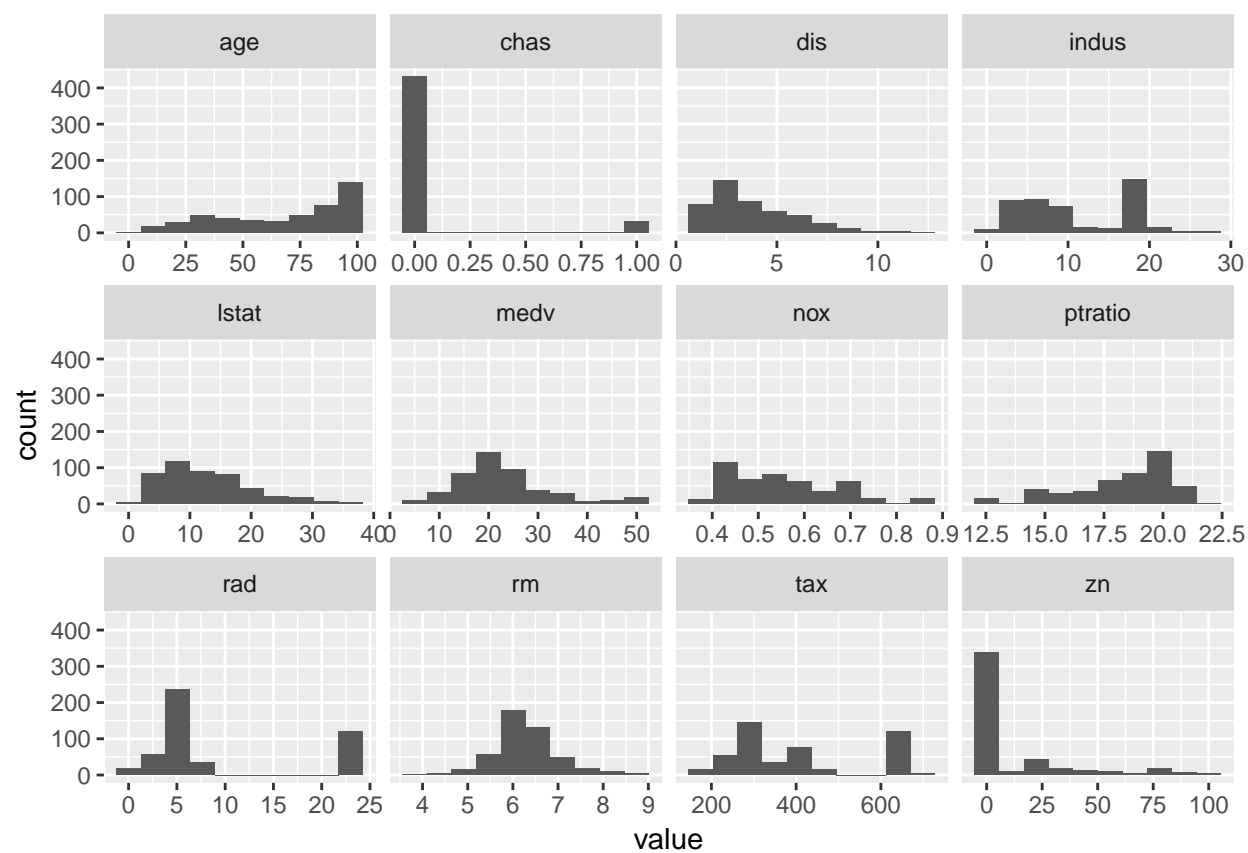 age chas dis indus
400
300
200
100
0
0 25 50 75 100 0.00 0.25 0.50 0.75 1.00 0 5 10 0 10 20 30
lstat medv nox ptratio
400
300
200
100
0
0 10 20 30 40 0 10 20 30 40 50 0.4 0.5 0.6 0.7 0.8 0.9 12.5 15.0 17.5 20.0 22.5
rad rm tax zn
400
300
200
100
0
0 5 10 15 20 25 4 5 6 7 8 9 200 400 600 0 25 50 75 100
value
count